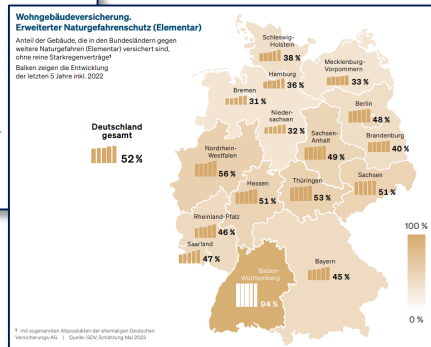 Wohngebäudeversicherung.
Erweiterter Naturgefahrenschutz (Elementar)
Anteil der Gebäude, die in den Bundesländern gegen
weitere Naturgefahren (Elementar) versichert sind,
ohne reine Starkregenverträge¹
Balken zeigen die Entwicklung
der letzten 5 Jahre inkl. 2022
Deutschland
gesamt
52 %
Schleswig-
Holstein
38 %
Hamburg
36 %
Mecklenburg-
Vorpommern
33 %
Bremen
31 %
Nieder-
sachsen
32 %
Berlin
48 %
Brandenburg
40 %
Sachsen-
Anhalt
49 %
Nordrhein-
Westfalen
56 %
Hessen
51 %
Thüringen
53 %
Sachsen
51 %
Rheinland-Pfalz
46 %
Saarland
47 %
Baden-
Württemberg
94 %
Bayern
45 %
100 %
0 %
¹ mit sogenannten Altprodukten der ehemaligen Deutschen
Versicherungs-AG | Quelle: GDV, Schätzung Mai 2023